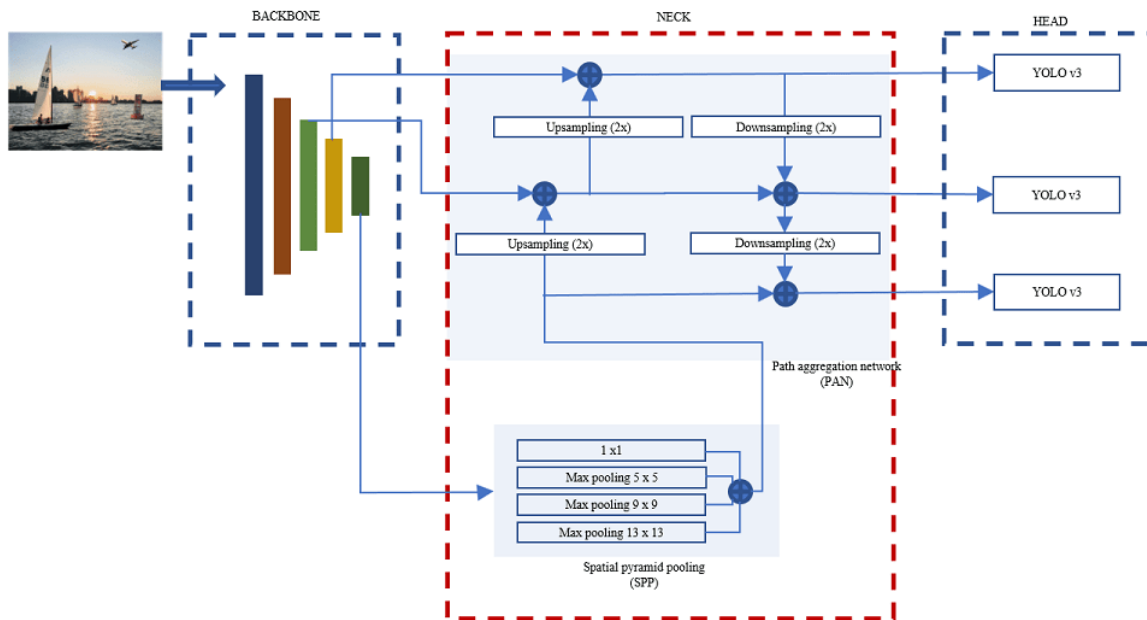 BACKBONE
NECK
HEAD
YOLO v3
Upsampling (2x)
Downsampling (2x)
YOLO v3
Upsampling (2x)
Downsampling (2x)
YOLO v3
Path aggregation network
(PAN)
1 x1
Max pooling 5 x 5
Max pooling 9 x 9
Max pooling 13 x 13
Spatial pyramid pooling
(SPP)